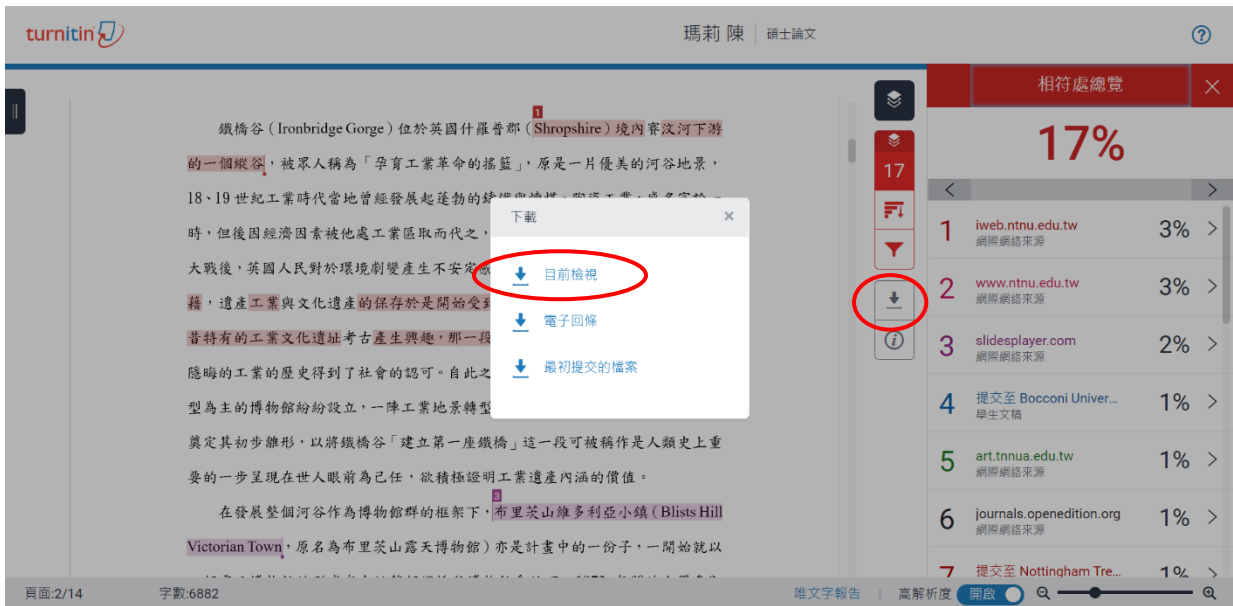 turnitin
瑪莉 陳 碩士論文
相符處總覽
17%
17
1
鐵橋谷（Ironbridge Gorge）位於英國什羅普郡（Shropshire）境內賽汶河下游
的一個縱谷，被眾人稱為「孕育工業革命的搖籃」，原是一片優美的河谷地景，
18、19 世紀工業時代當地曾經發展起蓬勃的
時，但後因經濟因素被他處工業區取而代之，
大戰後，英國人民對於環境劇變產生不安定
藉，遺產工業與文化遺產的保存於是開始受到
昔特有的工業文化遺址考古產生興趣，那一段
隱晦的工業的歷史得到了社會的認可。自此之
型為主的博物館紛紛設立，一陣工業地景轉型
奠定其初步雛形，以將鐵橋谷「建立第一座鐵橋」這一段可被稱作是人類史上重
要的一步呈現在世人眼前為己任，欲積極證明工業遺產內涵的價值。
3
在發展整個河谷作為博物館群的框架下，布里茨山維多利亞小鎮（Blists Hill
Victorian Town，原名為布里茨山露天博物館）亦是計畫中的一份子，一開始就以
下載 ×
目前檢視
電子回條
最初提交的檔案
1 iweb.ntnu.edu.tw 3%
網際網絡來源
2 www.ntnu.edu.tw 3%
網際網絡來源
3 slidesplayer.com 2%
網際網絡來源
4 提交至 Bocconi Univer... 1%
學生文稿
5 art.tnnua.edu.tw 1%
網際網絡來源
6 journals.openedition.org 1%
網際網絡來源
7 提交至 Nottingham Tre... 1%
頁面:2/14 字數:6882 唯文字報告 高解析度 開啟